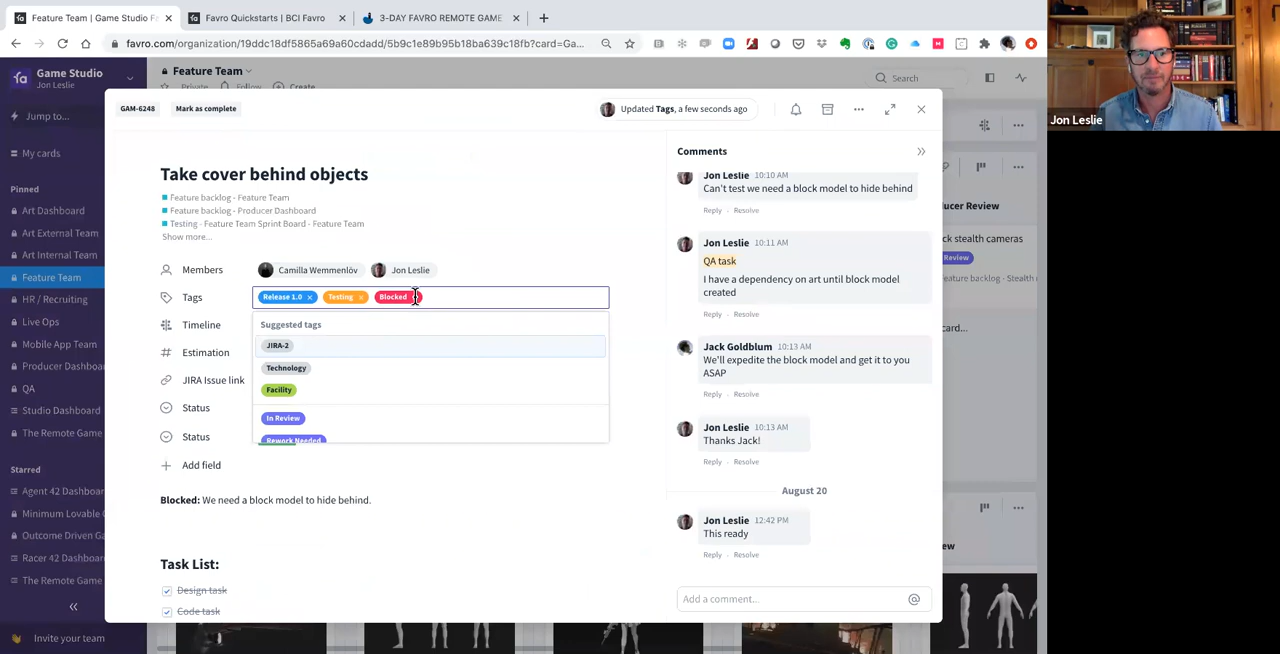 Feature Team | Game Studio Fa
Favro Quickstarts | BCI Favro
3-DAY FAVRO REMOTE GAME
favro.com/organization/19ddc18df5865a69a60cdadd/5b9c1e89b95b18ba639c18fb?card=Ga...
Jon Leslie
Game Studio
Jon Leslie
Jump to...
My cards
Pinned
Art Dashboard
Art External Team
Art Internal Team
Feature Team
HR / Recruiting
Live Ops
Mobile App Team
Producer Dashboa
QA
Studio Dashboard
The Remote Game
Starred
Agent 42 Dashboar
Minimum Lovable G
Outcome Driven Ga
Racer 42 Dashboar
The Remote Game
Invite your team
Feature Team
Private
Follow
Create
Search
GAM-6248
Mark as complete
Updated Tags, a few seconds ago
Take cover behind objects
Feature backlog - Feature Team
Feature backlog - Producer Dashboard
Testing - Feature Team Sprint Board - Feature Team
Show more...
Members
Camilla Wemmenlöv
Jon Leslie
Tags
Release 1.0
Testing
Blocked
Timeline
Estimation
JIRA Issue link
Status
Status
Add field
Suggested tags
JIRA-2
Technology
Facility
In Review
Rework Needed
Blocked: We need a block model to hide behind.
Task List:
Design task
Code task
Comments
Jon Leslie 10:10 AM
Can't test we need a block model to hide behind
Reply - Resolve
Jon Leslie 10:11 AM
QA task
I have a dependency on art until block model
created
Reply - Resolve
Jack Goldblum 10:13 AM
We'll expedite the block model and get it to you
ASAP
Reply - Resolve
Jon Leslie 10:13 AM
Thanks Jack!
Reply - Resolve
August 20
Jon Leslie 12:42 PM
This ready
Reply - Resolve
Add a comment...
ducer Review
ck stealth cameras
Review
eature backlog - Stealth
card...
ew